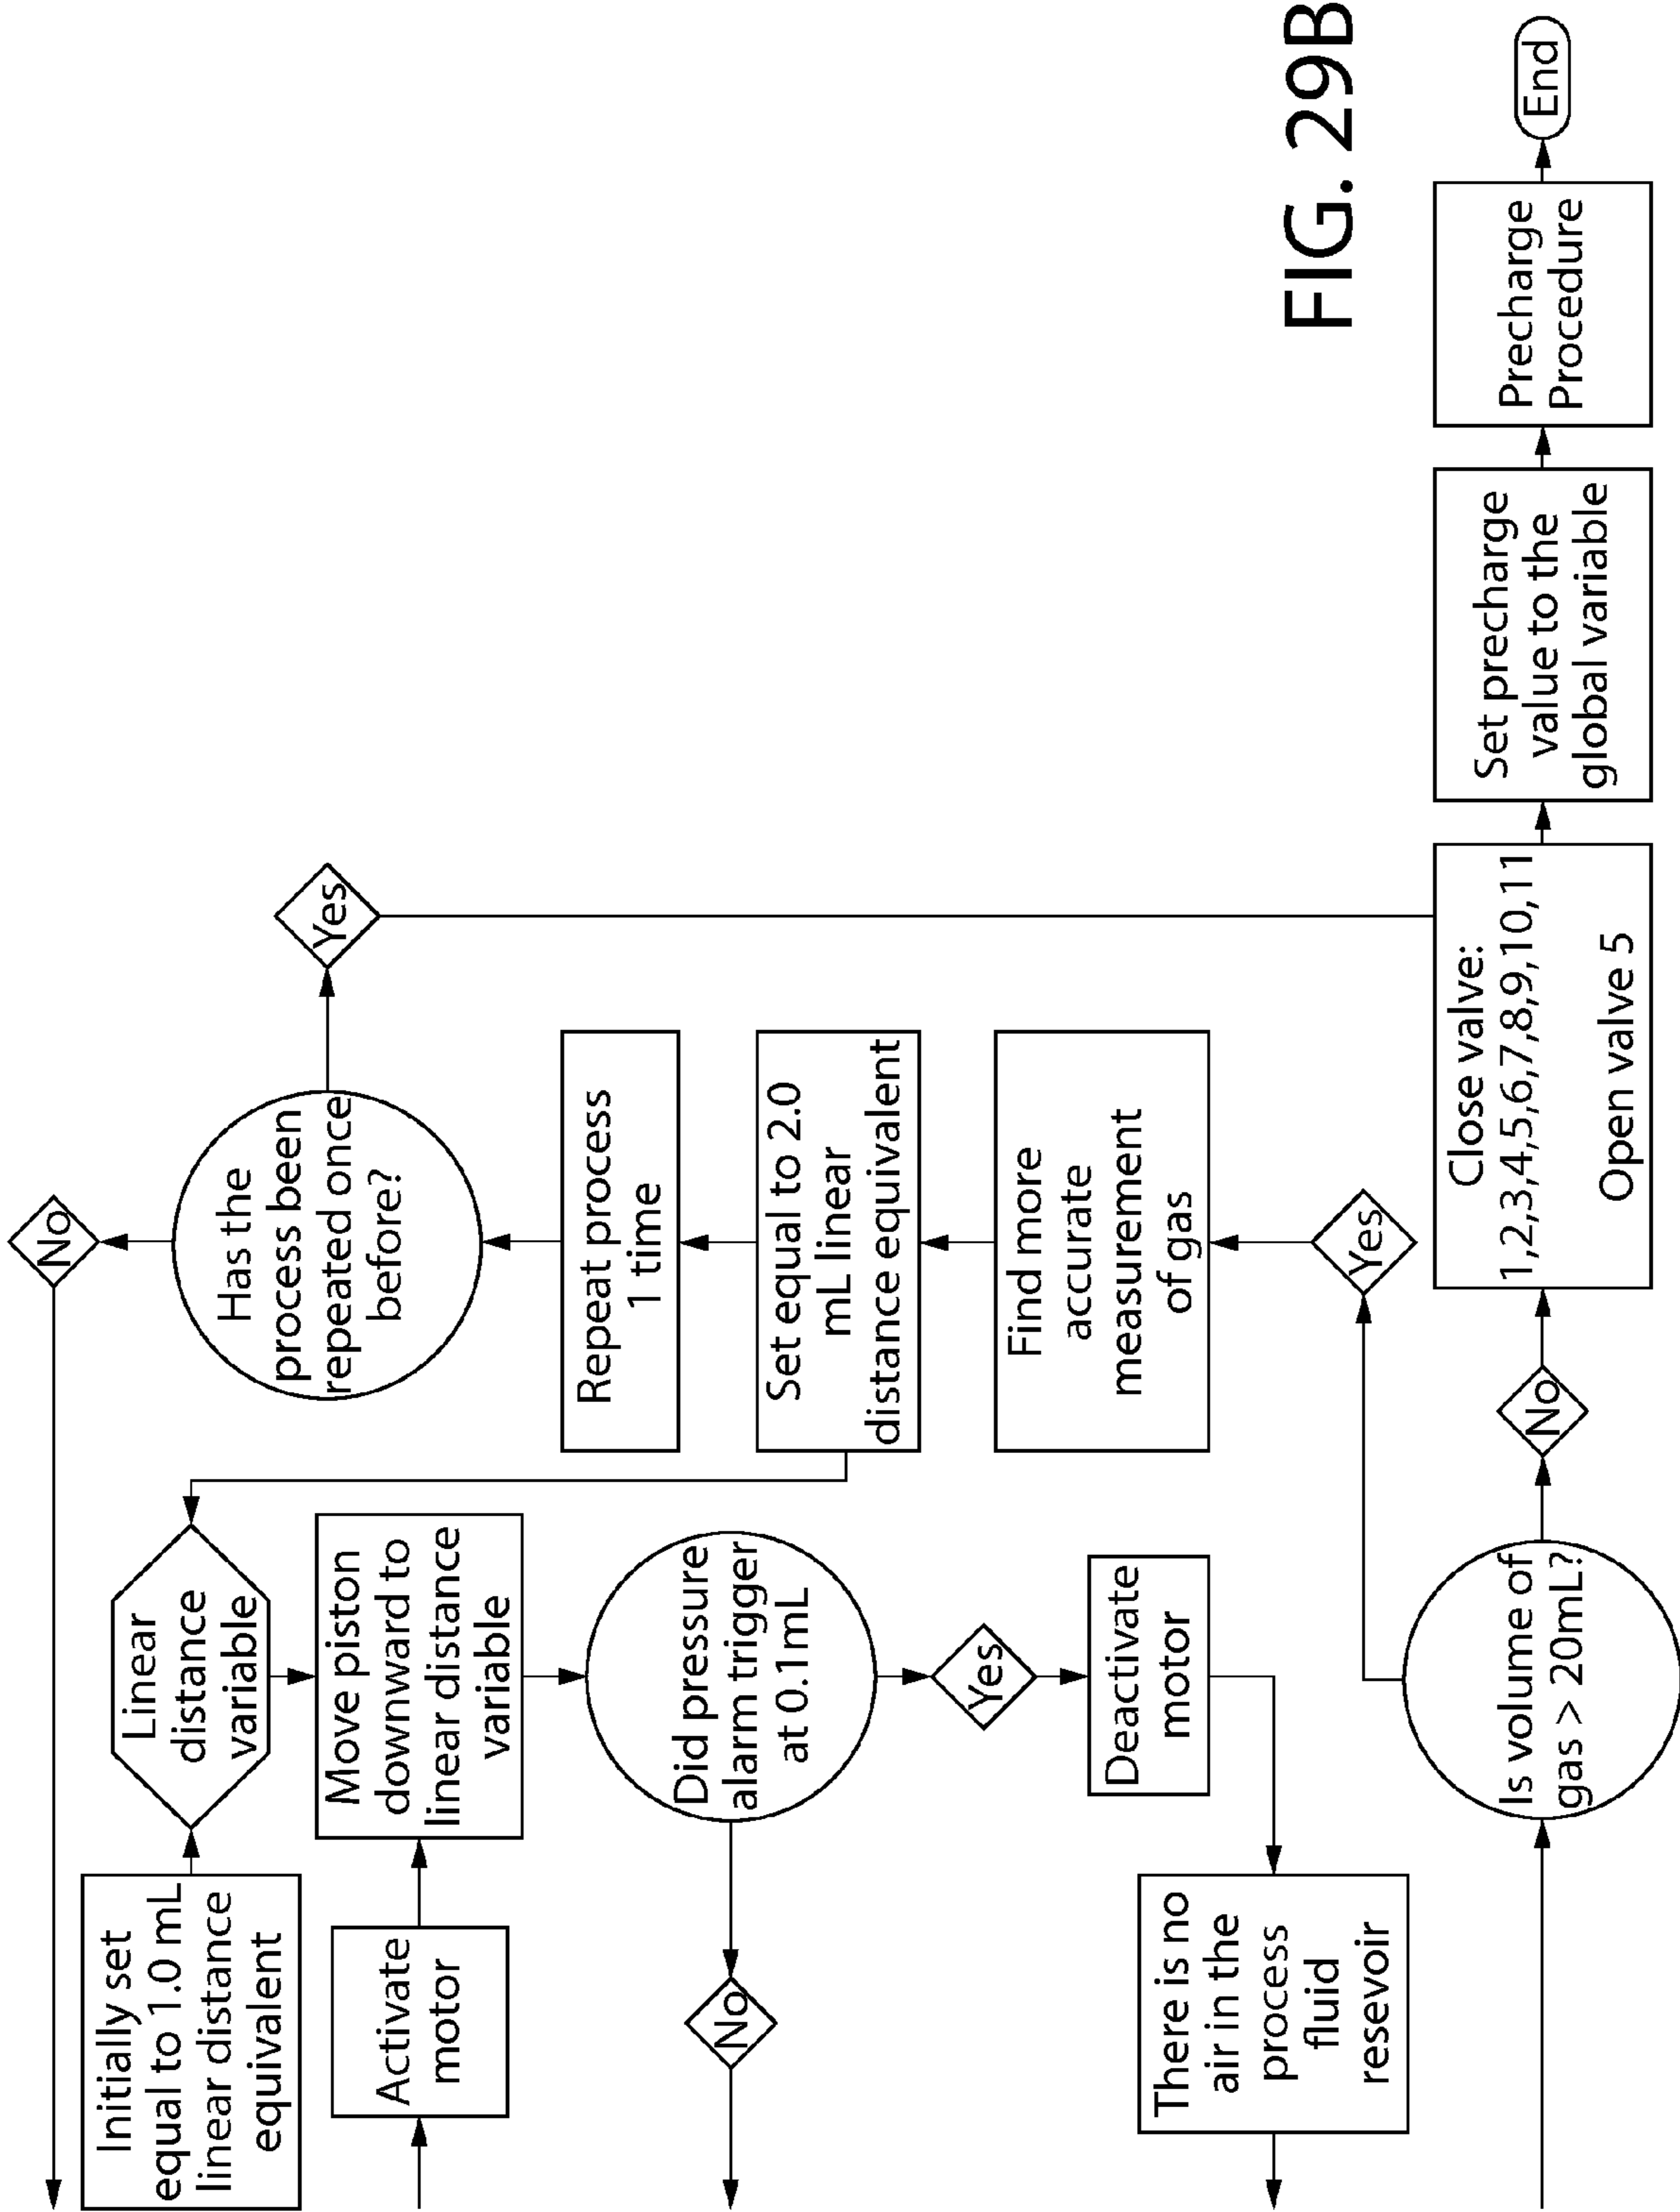 Initially set
equal to 1.0 mL
linear distance
equivalent
Linear
distance
variable
No
Activate
motor
Move piston
downward to
linear distance
variable
Has the
process been
repeated once
before?
Yes
No
Did pressure
alarm trigger
at 0.1mL
Repeat process
1 time
Set equal to 2.0
mL linear
distance equivalent
Yes
Find more
accurate
measurement
of gas
Deactivate
motor
There is no
air in the
process
fluid
resevoir
Yes
Is volume of
gas > 20mL?
No
Close valve:
1,2,3,4,5,6,7,8,9,10,11
Open valve 5
Set precharge
value to the
global variable
Precharge
Procedure
End
FIG. 29B